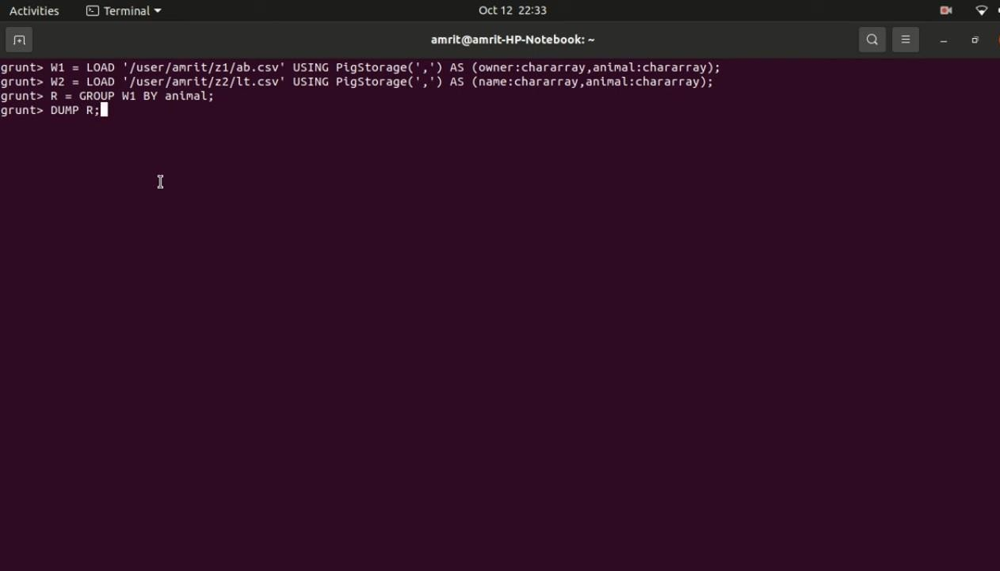 Activities Terminal Oct 12 22:33
amrit@amrit-HP-Notebook: ~
grunt> W1 = LOAD '/user/amrit/z1/ab.csv' USING PigStorage(',') AS (owner:chararray,animal:chararray);
grunt> W2 = LOAD '/user/amrit/z2/lt.csv' USING PigStorage(',') AS (name:chararray,animal:chararray);
grunt> R = GROUP W1 BY animal;
grunt> DUMP R;